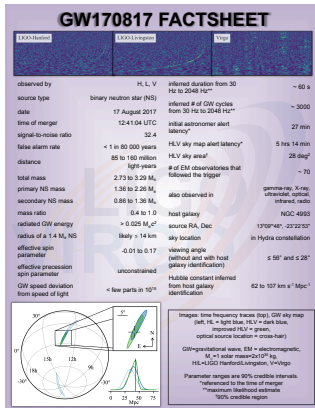 GW170817 FACTSHEET
LIGO-Hanford LIGO-Livingston Virgo
observed by H, L, V
source type binary neutron star (NS)
date 17 August 2017
time of merger 12:41:04 UTC
signal-to-noise ratio 32.4
false alarm rate < 1 in 80 000 years
distance 85 to 160 million
light-years
total mass 2.73 to 3.29 M☉
primary NS mass 1.36 to 2.26 M☉
secondary NS mass 0.86 to 1.36 M☉
mass ratio 0.4 to 1.0
radiated GW energy > 0.025 M☉c²
radius of a 1.4 M☉ NS likely ≤ 14 km
effective spin
parameter -0.01 to 0.17
effective precession
spin parameter unconstrained
GW speed deviation
from speed of light < few parts in 10¹⁵
inferred duration from 30
Hz to 2048 Hz** ~ 60 s
inferred # of GW cycles
from 30 Hz to 2048 Hz** ~ 3000
initial astronomer alert
latency* 27 min
HLV sky map alert latency* 5 hrs 14 min
HLV sky area† 28 deg²
# of EM observatories that
followed the trigger ~ 70
also observed in gamma-ray, X-ray,
ultraviolet, optical,
infrared, radio
host galaxy NGC 4993
source RA, Dec 13ʰ09ᵐ48ˢ, -23°22'53"
sky location in Hydra constellation
viewing angle
(without and with host
galaxy identification) ≤ 56° and ≤ 28°
Hubble constant inferred
from host galaxy
identification 62 to 107 km s⁻¹ Mpc⁻¹
30°
0°
18h 15h 12h 9h
-30° -30°
5°
N
E
0 25 50 75
Mpc
Images: time frequency traces (top), GW sky map
(left, HL = light blue, HLV = dark blue,
improved HLV = green,
optical source location = cross-hair)
GW=gravitational wave, EM = electromagnetic,
M☉=1 solar mass=2x10³⁰ kg,
H/L=LIGO Hanford/Livingston, V=Virgo
Parameter ranges are 90% credible intervals.
*referenced to the time of merger
**maximum likelihood estimate
†90% credible region